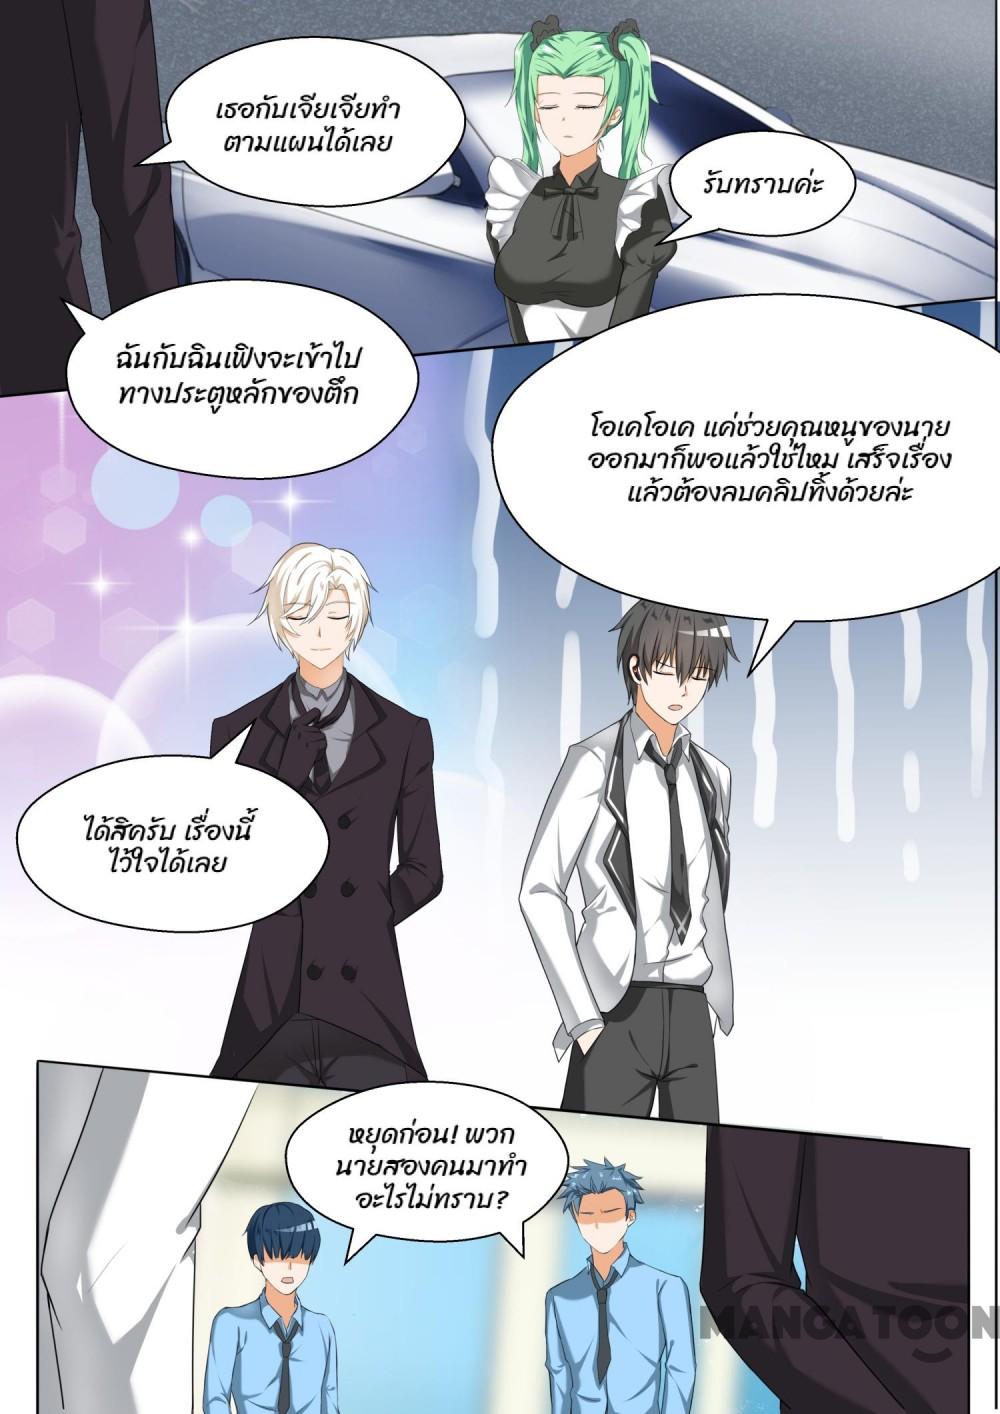 เธอกับเจียเจียทำ
ตามแผนได้เลย
รับทราบค่ะ
ฉันกับฉินเฟิงจะเข้าไป
ทางประตูหลักของตึก
โอเคโอเค แค่ช่วยคุณหนูของนาย
ออกมาก็พอแล้วใช่ไหม เสร็จเรื่อง
แล้วต้องลบคลิปทิ้งด้วยล่ะ
ได้สิครับ เรื่องนี้
ไว้ใจได้เลย
หยุดก่อน! พวก
นายสองคนมาทำ
อะไรไม่ทราบ?
MANGATOON